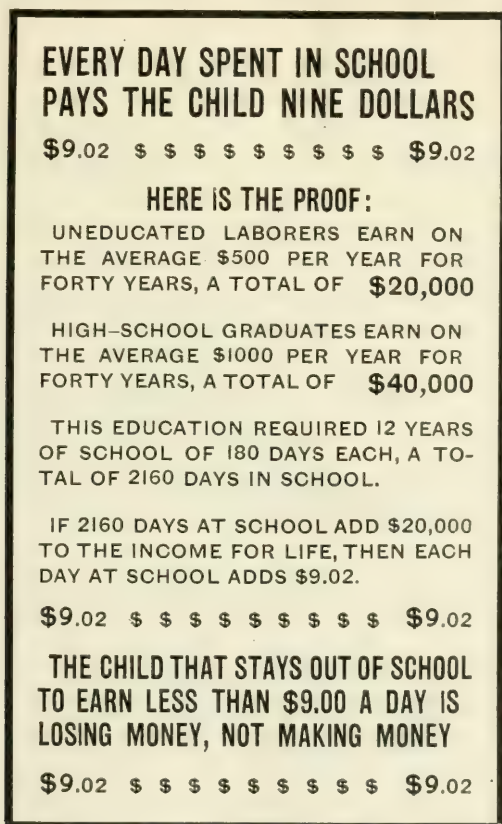 EVERY DAY SPENT IN SCHOOL
PAYS THE CHILD NINE DOLLARS
$9.02 $ $ $ $ $ $ $ $ $ $9.02
HERE IS THE PROOF:
UNEDUCATED LABORERS EARN ON
THE AVERAGE $500 PER YEAR FOR
FORTY YEARS, A TOTAL OF $20,000
HIGH–SCHOOL GRADUATES EARN ON
THE AVERAGE $1000 PER YEAR FOR
FORTY YEARS, A TOTAL OF $40,000
THIS EDUCATION REQUIRED 12 YEARS
OF SCHOOL OF 180 DAYS EACH, A TO-
TAL OF 2160 DAYS IN SCHOOL.
IF 2160 DAYS AT SCHOOL ADD $20,000
TO THE INCOME FOR LIFE, THEN EACH
DAY AT SCHOOL ADDS $9.02.
$9.02 $ $ $ $ $ $ $ $ $ $9.02
THE CHILD THAT STAYS OUT OF SCHOOL
TO EARN LESS THAN $9.00 A DAY IS
LOSING MONEY, NOT MAKING MONEY
$9.02 $ $ $ $ $ $ $ $ $ $9.02